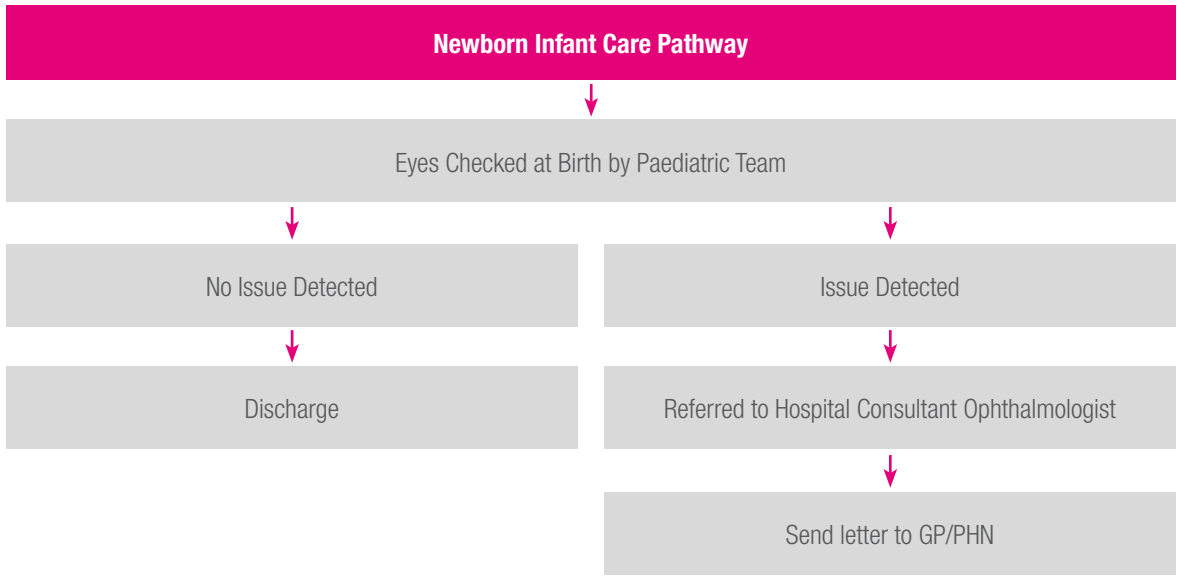 Newborn Infant Care Pathway
Eyes Checked at Birth by Paediatric Team
No Issue Detected
Issue Detected
Discharge
Referred to Hospital Consultant Ophthalmologist
Send letter to GP/PHN